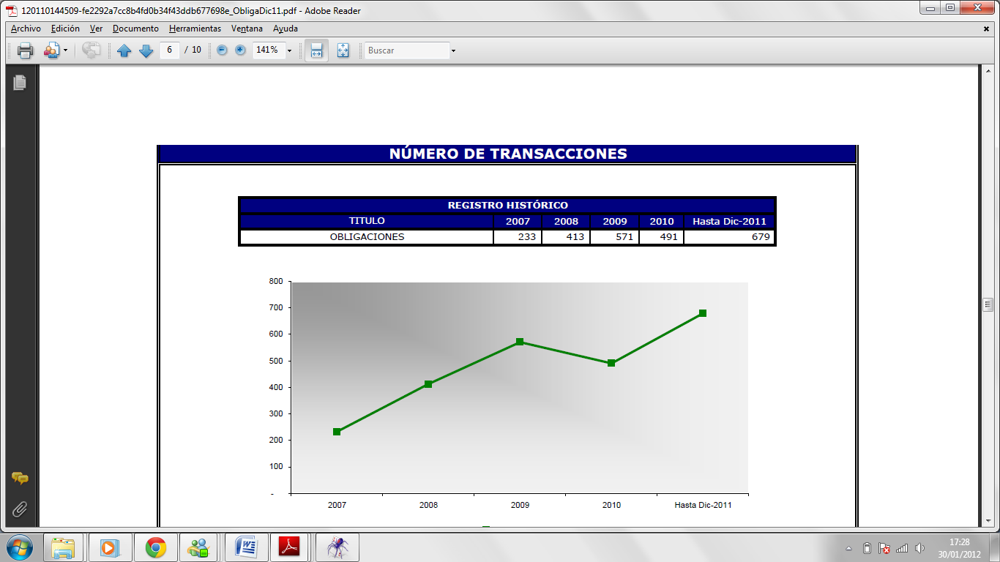 120110144509-fe2292a7cc8b4fd0b34f43ddb677698e_ObligaDic11.pdf - Adobe Reader
Archivo Edición Ver Documento Herramientas Ventana Ayuda
6 / 10 141% Buscar
NÚMERO DE TRANSACCIONES
REGISTRO HISTÓRICO
TITULO 2007 2008 2009 2010 Hasta Dic-2011
OBLIGACIONES 233 413 571 491 679
800
700
600
500
400
300
200
100
-
2007 2008 2009 2010 Hasta Dic-2011
17:28
30/01/2012